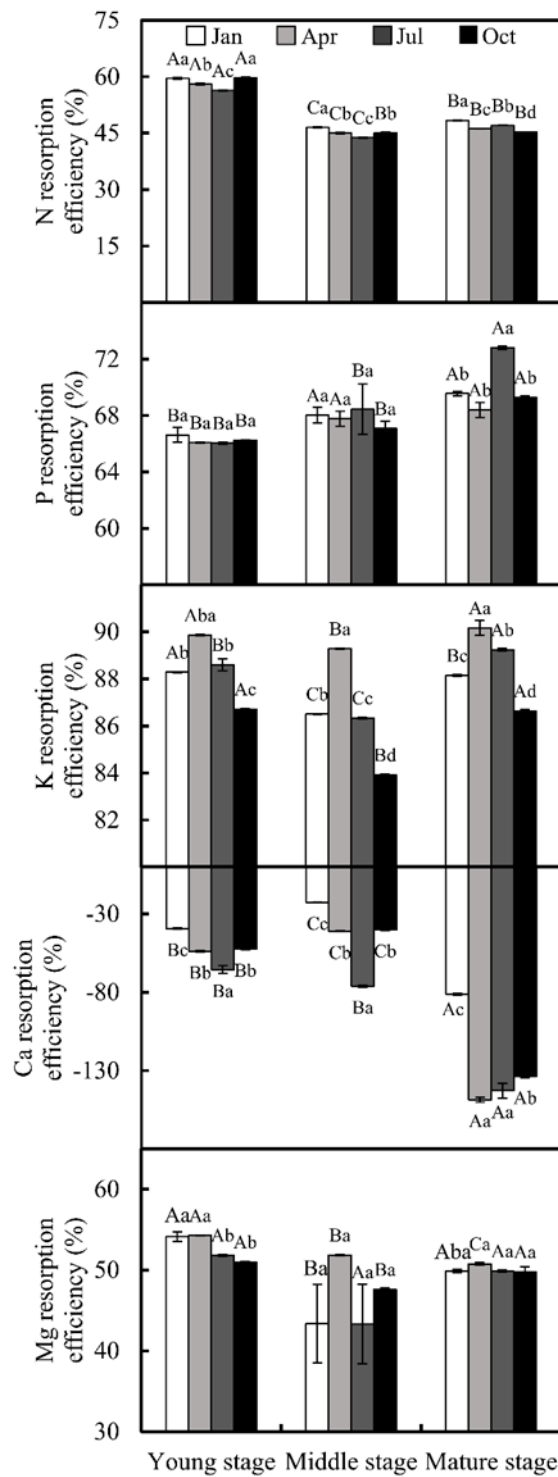 Jan Apr Jul Oct
N resorption
efficiency (%)
75
60
45
30
15
Aa Ab Ac Aa
Ca Cb Cc Bb
Ba Bc Bb Bd
P resorption
efficiency (%)
72
68
64
60
Ba Ba Ba Ba
Aa Aa Ba Ba
Ab Ab Aa Ab
K resorption
efficiency (%)
90
88
86
84
82
Ab Aba Bb Ac
Cb Ba Cc Bd
Bc Aa Ab Ad
Ca resorption
efficiency (%)
-30
-80
-130
Bc Bb Ba Bb
Cc Cb Ba Cb
Ac Aa Aa Ab
Mg resorption
efficiency (%)
60
50
40
30
Aa Aa Ab Ab
Ba Ba Aa Ba
Aba Ca Aa Aa
Young stage Middle stage Mature stage